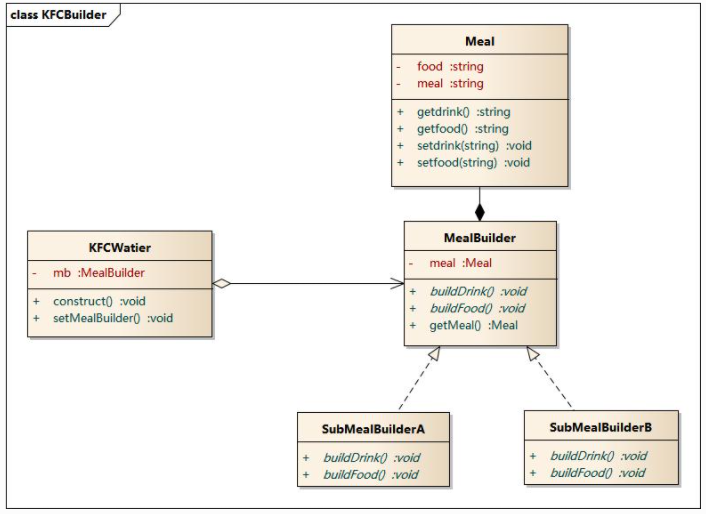 class KFCBuilder
Meal
- food :string
- meal :string
+ getdrink() :string
+ getfood() :string
+ setdrink(string) :void
+ setfood(string) :void
KFCWatier
- mb :MealBuilder
+ construct() :void
+ setMealBuilder() :void
MealBuilder
- meal :Meal
+ buildDrink() :void
+ buildFood() :void
+ getMeal() :Meal
SubMealBuilderA
+ buildDrink() :void
+ buildFood() :void
SubMealBuilderB
+ buildDrink() :void
+ buildFood() :void